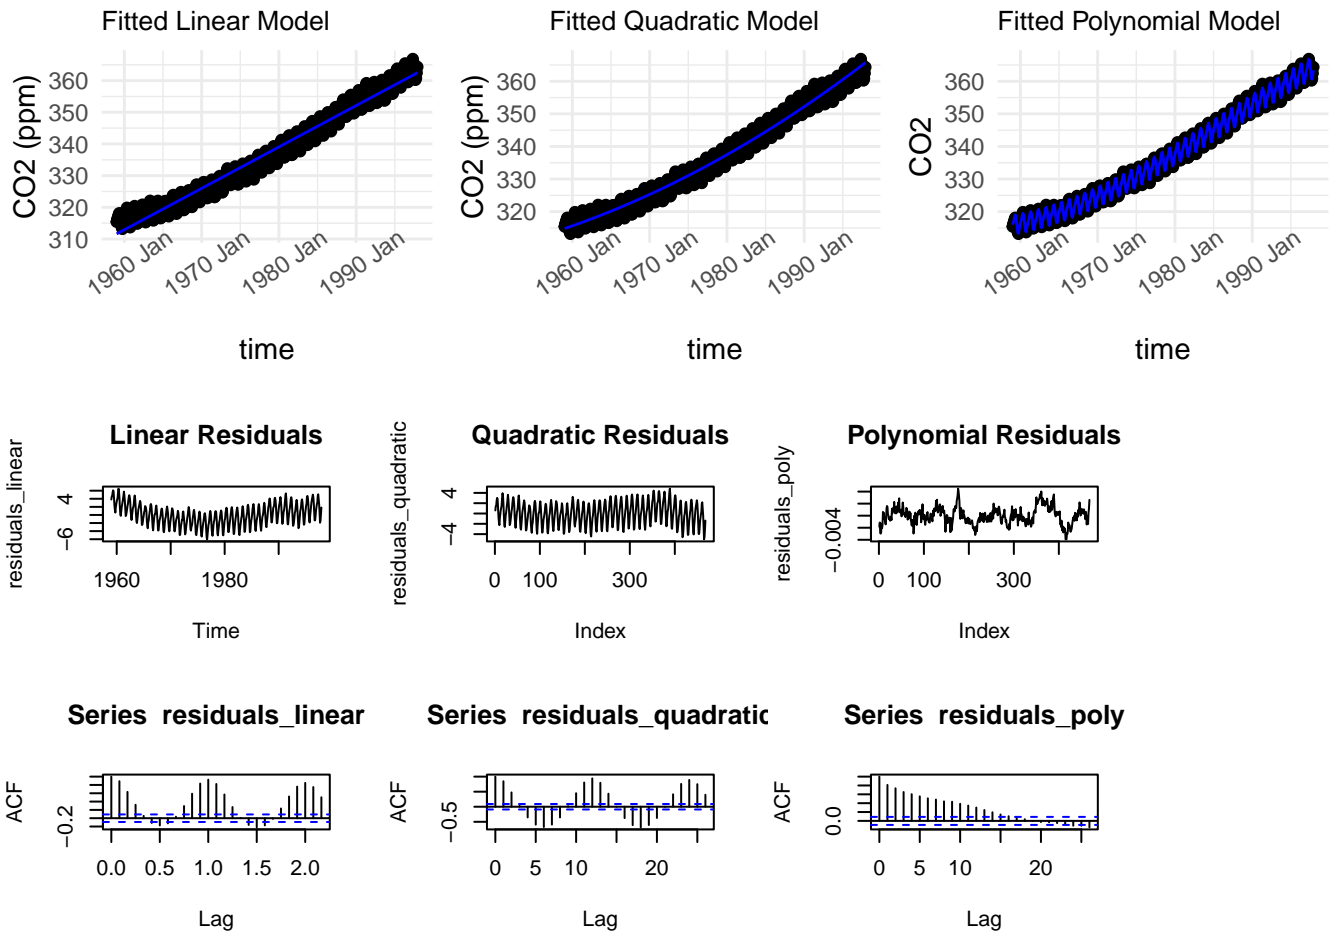 Fitted Linear Model
CO2 (ppm)
360
350
340
330
320
310
1960 Jan
1970 Jan
1980 Jan
1990 Jan
time
Fitted Quadratic Model
CO2 (ppm)
360
350
340
330
320
1960 Jan
1970 Jan
1980 Jan
1990 Jan
time
Fitted Polynomial Model
CO2
360
350
340
330
320
1960 Jan
1970 Jan
1980 Jan
1990 Jan
time
Linear Residuals
residuals_linear
4
−6
1960 1980
Time
Quadratic Residuals
residuals_quadratic
4
−4
0 100 300
Index
Polynomial Residuals
residuals_poly
−0.004
0 100 300
Index
Series residuals_linear
ACF
−0.2
0.0 0.5 1.0 1.5 2.0
Lag
Series residuals_quadratic
ACF
−0.5
0 5 10 20
Lag
Series residuals_poly
ACF
0.0
0 5 10 20
Lag